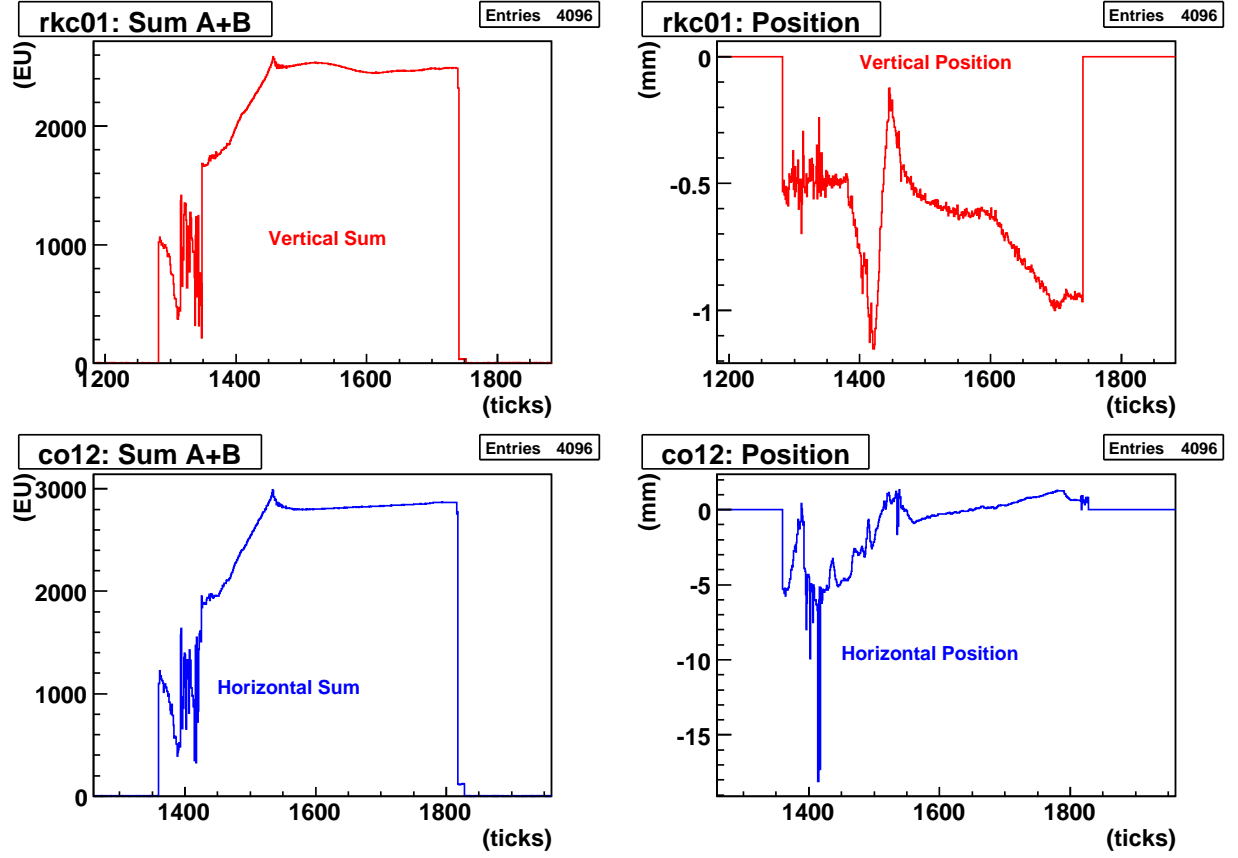 rkc01: Sum A+B
Entries 4096
(EU)
2000
1000
0
Vertical Sum
1200 1400 1600 1800
(ticks)
rkc01: Position
Entries 4096
(mm)
0
-0.5
-1
Vertical Position
1200 1400 1600 1800
(ticks)
co12: Sum A+B
Entries 4096
(EU)
3000
2000
1000
0
Horizontal Sum
1400 1600 1800
(ticks)
co12: Position
Entries 4096
(mm)
0
-5
-10
-15
Horizontal Position
1400 1600 1800
(ticks)